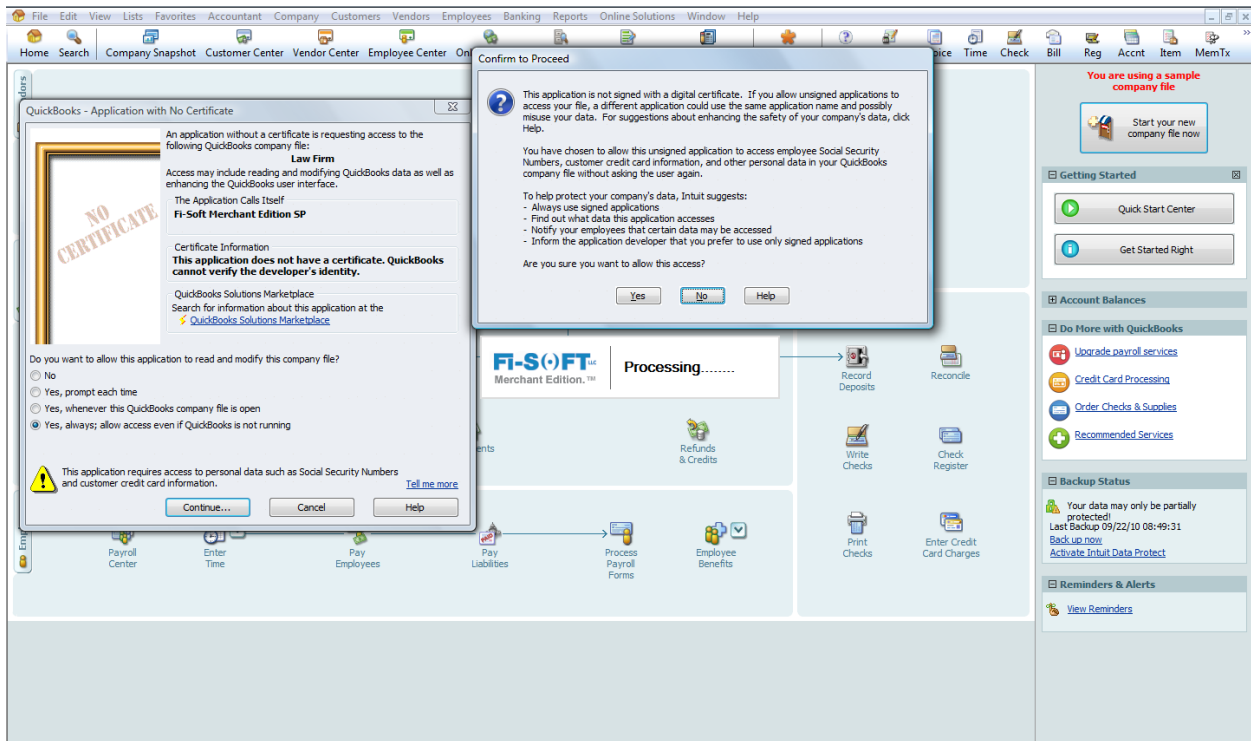 File Edit View Lists Favorites Accountant Company Customers Vendors Employees Banking Reports Online Solutions Window Help
Home Search Company Snapshot Customer Center Vendor Center Employee Center Time Check Bill Reg Accnt Item MemTx
QuickBooks - Application with No Certificate
NO
CERTIFICATE
An application without a certificate is requesting access to the
following QuickBooks company file:
Law Firm
Access may include reading and modifying QuickBooks data as well as
enhancing the QuickBooks user interface.
The Application Calls Itself
Fi-Soft Merchant Edition SP
Certificate Information
This application does not have a certificate. QuickBooks
cannot verify the developer's identity.
QuickBooks Solutions Marketplace
Search for information about this application at the
QuickBooks Solutions Marketplace
Do you want to allow this application to read and modify this company file?
No
Yes, prompt each time
Yes, whenever this QuickBooks company file is open
Yes, always; allow access even if QuickBooks is not running
This application requires access to personal data such as Social Security Numbers
and customer credit card information.
Tell me more
Continue... Cancel Help
Confirm to Proceed
This application is not signed with a digital certificate. If you allow unsigned applications to
access your file, a different application could use the same application name and possibly
misuse your data. For suggestions about enhancing the safety of your company's data, click
Help.
You have chosen to allow this unsigned application to access employee Social Security
Numbers, customer credit card information, and other personal data in your QuickBooks
company file without asking the user again.
To help protect your company's data, Intuit suggests:
- Always use signed applications
- Find out what data this application accesses
- Notify your employees that certain data may be accessed
- Inform the application developer that you prefer to use only signed applications
Are you sure you want to allow this access?
Yes No Help
Fi-SOFT LLC
Merchant Edition.™
Processing........
Record
Deposits
Reconcile
Refunds
& Credits
Write
Checks
Check
Register
Print
Checks
Enter Credit
Card Charges
Payroll
Center
Enter
Time
Pay
Employees
Pay
Liabilities
Process
Payroll
Forms
Employee
Benefits
You are using a sample
company file
Start your new
company file now
Getting Started
Quick Start Center
Get Started Right
Account Balances
Do More with QuickBooks
Upgrade payroll services
Credit Card Processing
Order Checks & Supplies
Recommended Services
Backup Status
Your data may only be partially
protected!
Last Backup 09/22/10 08:49:31
Back up now
Activate Intuit Data Protect
Reminders & Alerts
View Reminders